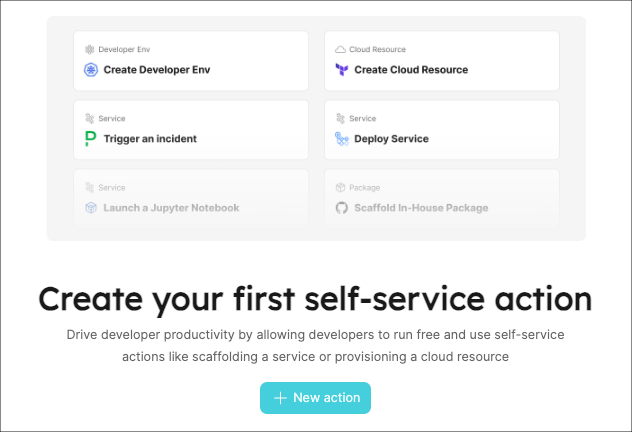 Developer Env
Create Developer Env
Cloud Resource
Create Cloud Resource
Service
Trigger an incident
Service
Deploy Service
Service
Launch a Jupyter Notebook
Package
Scaffold In-House Package
Create your first self-service action
Drive developer productivity by allowing developers to run free and use self-service
actions like scaffolding a service or provisioning a cloud resource
New action